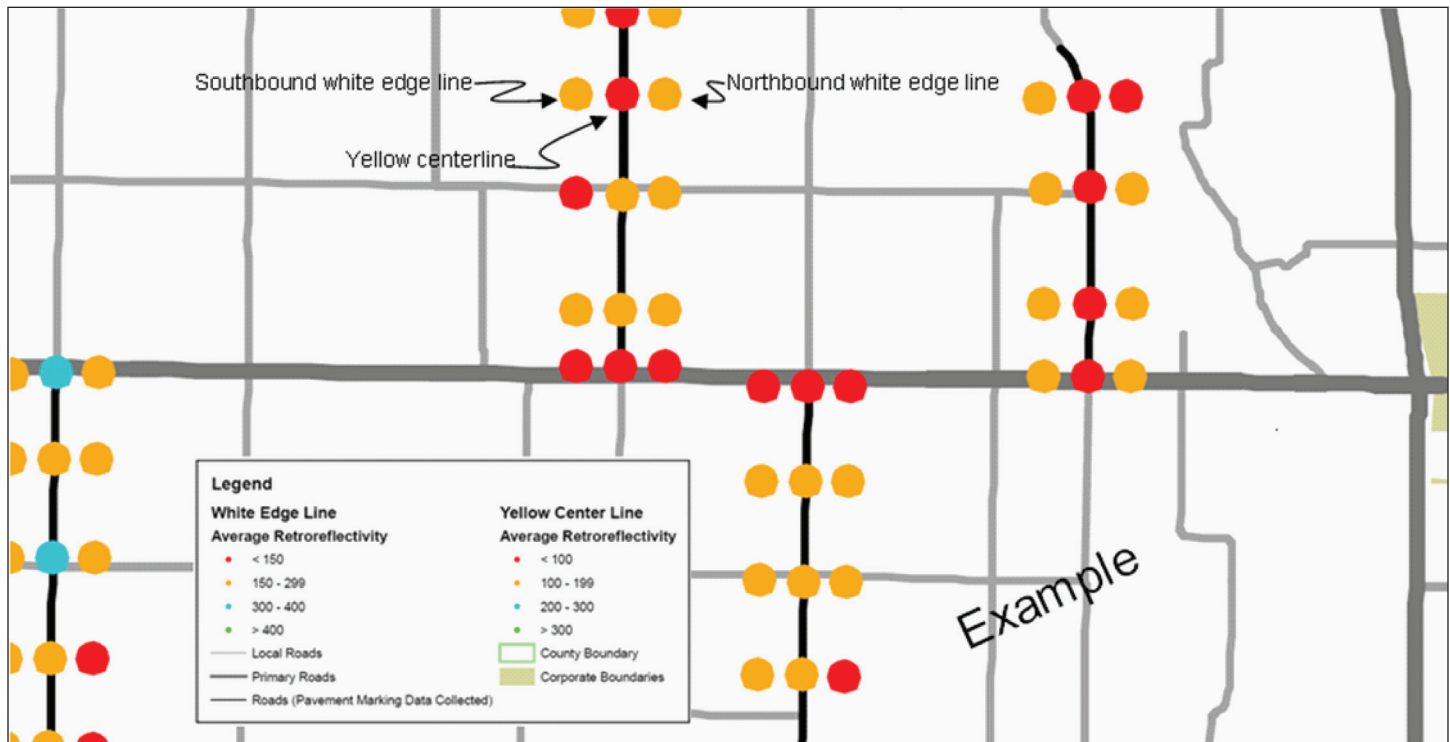 Southbound white edge line
Northbound white edge line
Yellow centerline
Legend
White Edge Line
Average Retroreflectivity
< 150
150 - 299
300 - 400
> 400
Local Roads
Primary Roads
Roads (Pavement Marking Data Collected)
Yellow Center Line
Average Retroreflectivity
< 100
100 - 199
200 - 300
> 300
County Boundary
Corporate Boundaries
Example